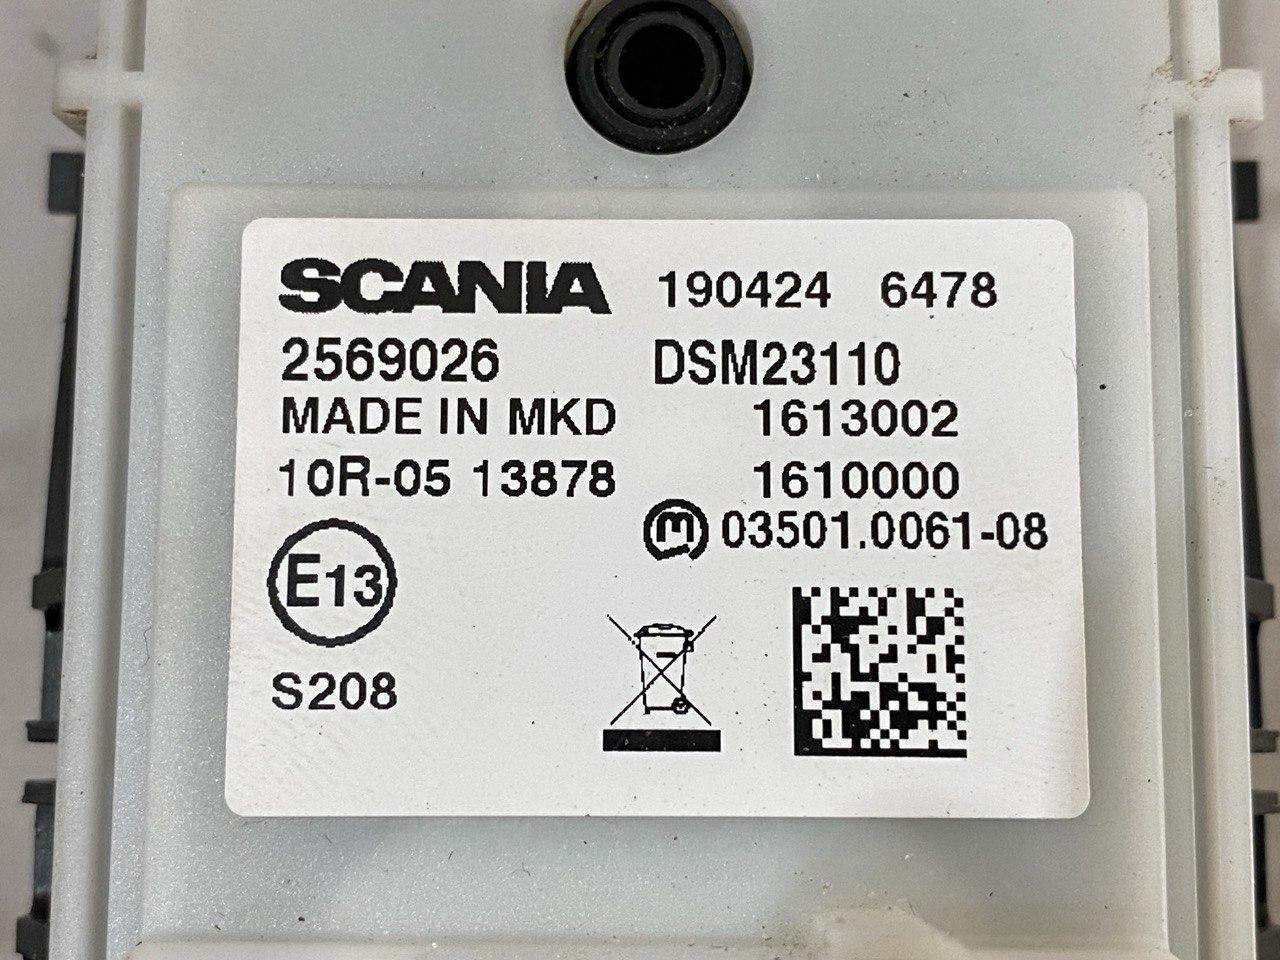 SCANIA 190424 6478
2569026 DSM23110
MADE IN MKD 1613002
10R-05 13878 1610000
m 03501.0061-08
E13
S208